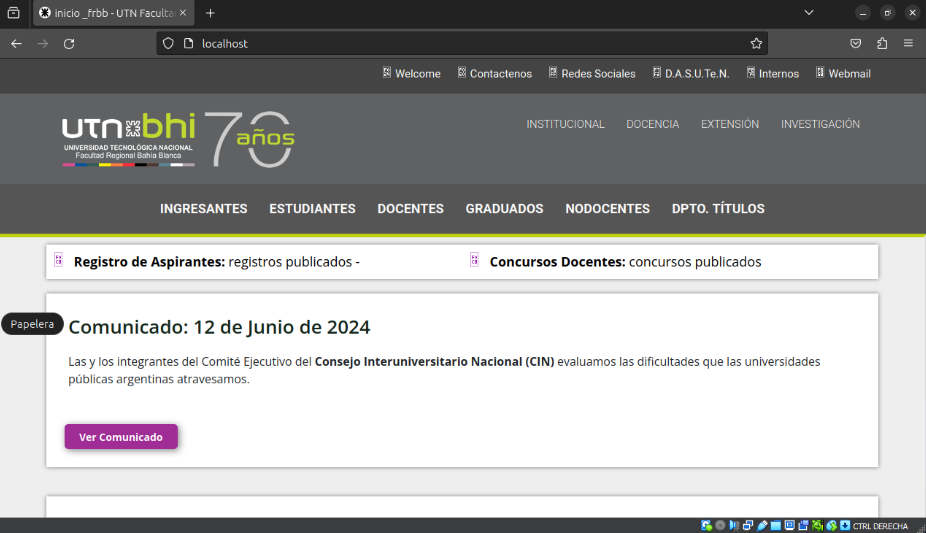 inicio _frbb - UTN Faculta
localhost
Welcome Contactenos Redes Sociales D.A.S.U.Te.N. Internos Webmail
utn bhi 70 años
UNIVERSIDAD TECNOLÓGICA NACIONAL
Facultad Regional Bahía Blanca
INSTITUCIONAL DOCENCIA EXTENSIÓN INVESTIGACIÓN
INGRESANTES ESTUDIANTES DOCENTES GRADUADOS NODOCENTES DPTO. TÍTULOS
Registro de Aspirantes: registros publicados - Concursos Docentes: concursos publicados
Papelera
Comunicado: 12 de Junio de 2024
Las y los integrantes del Comité Ejecutivo del Consejo Interuniversitario Nacional (CIN) evaluamos las dificultades que las universidades
públicas argentinas atravesamos.
Ver Comunicado
CTRL DERECHA